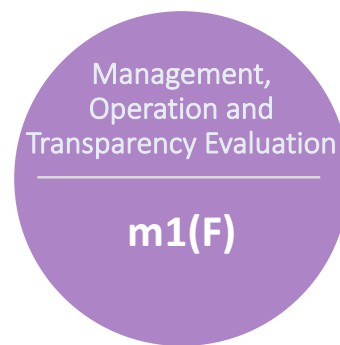 Management,
Operation and
Transparency Evaluation
m1(F)